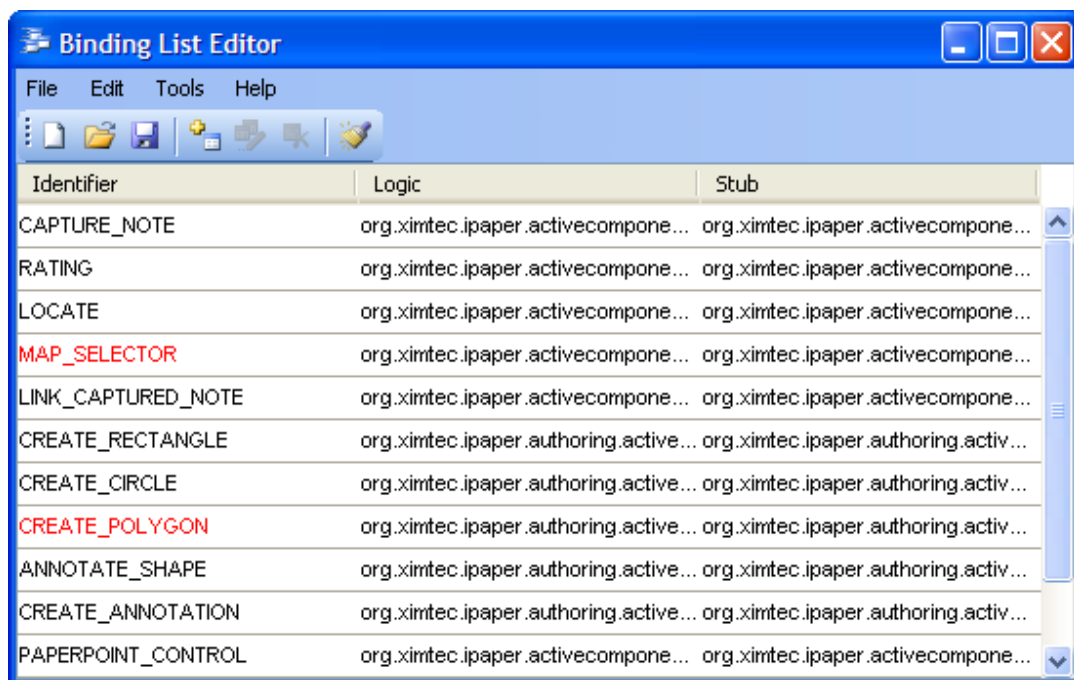 Binding List Editor
File Edit Tools Help
Identifier Logic Stub
CAPTURE_NOTE org.ximtec.ipaper.activecompone... org.ximtec.ipaper.activecompone...
RATING org.ximtec.ipaper.activecompone... org.ximtec.ipaper.activecompone...
LOCATE org.ximtec.ipaper.activecompone... org.ximtec.ipaper.activecompone...
MAP_SELECTOR org.ximtec.ipaper.activecompone... org.ximtec.ipaper.activecompone...
LINK_CAPTURED_NOTE org.ximtec.ipaper.activecompone... org.ximtec.ipaper.activecompone...
CREATE_RECTANGLE org.ximtec.ipaper.authoring.active... org.ximtec.ipaper.authoring.activ...
CREATE_CIRCLE org.ximtec.ipaper.authoring.active... org.ximtec.ipaper.authoring.activ...
CREATE_POLYGON org.ximtec.ipaper.authoring.active... org.ximtec.ipaper.authoring.activ...
ANNOTATE_SHAPE org.ximtec.ipaper.authoring.active... org.ximtec.ipaper.authoring.activ...
CREATE_ANNOTATION org.ximtec.ipaper.authoring.active... org.ximtec.ipaper.authoring.activ...
PAPERPOINT_CONTROL org.ximtec.ipaper.activecompone... org.ximtec.ipaper.activecompone...